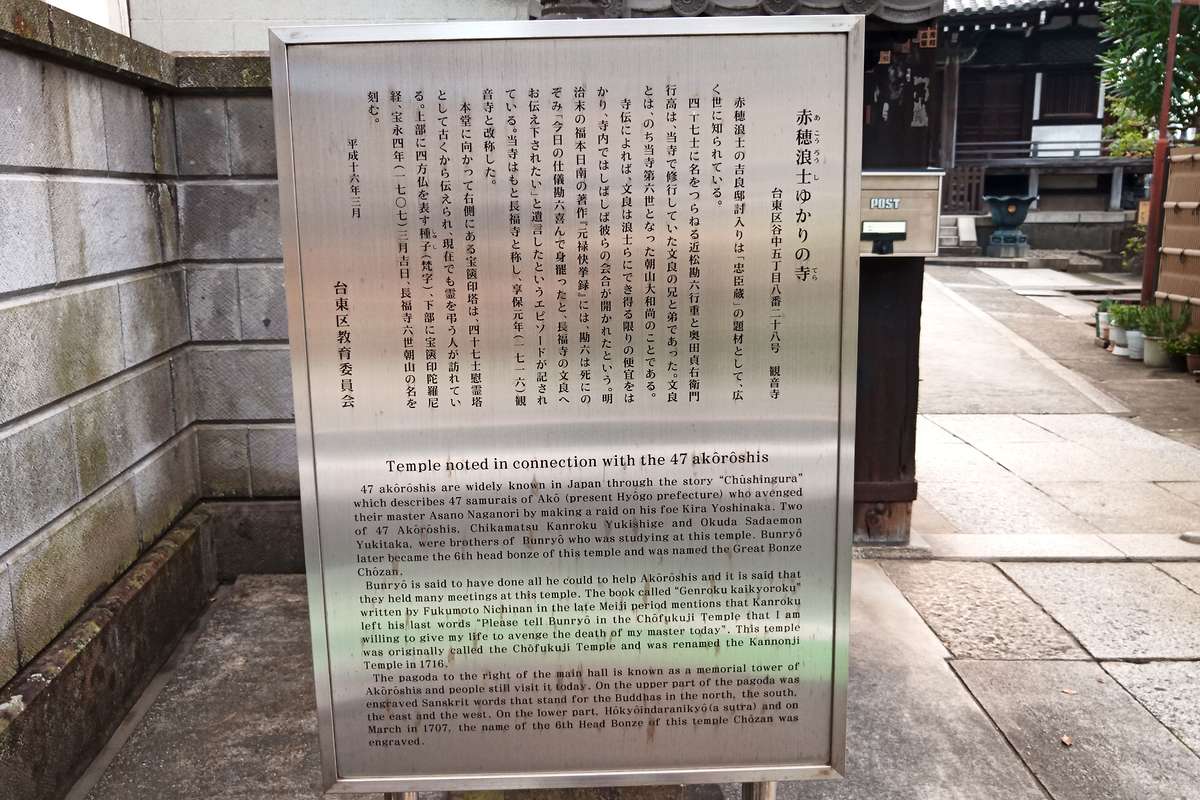 赤穂浪士ゆかりの寺
あこうろうし
てら
台東区谷中五丁目八番二十八号 観音寺
赤穂浪士の吉良邸討入りは「忠臣蔵」の題材として、広
く世に知られている。
四十七士に名をつらねる近松勘六行重と奥田貞右衛門
行高は、当寺で修行していた文良の兄と弟であった。文良
とは、のち当寺第六世となった朝山大和尚のことである。
寺伝によれば、文良は浪士らにでき得る限りの便宜をは
かり、寺内ではしばしば彼らの会合が開かれたという。明
治末の福本日南の著作『元禄快挙録』には、勘六は死にの
ぞみ「今日の仕儀勘六喜んで身罷ったと、長福寺の文良へ
お伝え下されたい」と遺言したというエピソードが記され
ている。当寺はもと長福寺と称し、享保元年（一七一六）観
音寺と改称した。
本堂に向かって右側にある宝篋印塔は、四十七士慰霊塔
として古くから伝えられ、現在でも霊を弔う人が訪れてい
る。上部に四方仏を表す種子（梵字）、下部に宝篋印陀羅尼
しゅじ
経、宝永四年（一七〇七）三月吉日、長福寺六世朝山の名を
刻む。
平成十六年三月
台東区教育委員会
Temple noted in connection with the 47 akôrôshis
47 akôrôshis are widely known in Japan through the story “Chûshingura”
which describes 47 samurais of Akô (present Hyôgo prefecture) who avenged
their master Asano Naganori by making a raid on his foe Kira Yoshinaka. Two
of 47 Akôrôshis, Chikamatsu Kanroku Yukishige and Okuda Sadaemon
Yukitaka, were brothers of Bunryô who was studying at this temple. Bunryô
later became the 6th head bonze of this temple and was named the Great Bonze
Chôzan.
Bunryô is said to have done all he could to help Akôrôshis and it is said that
they held many meetings at this temple. The book called “Genroku kaikyoroku”
written by Fukumoto Nichinan in the late Meiji period mentions that Kanroku
left his last words “Please tell Bunryô in the Chôfukuji Temple that I am
willing to give my life to avenge the death of my master today”. This temple
was originally called the Chôfukuji Temple and was renamed the Kannonji
Temple in 1716.
The pagoda to the right of the main hall is known as a memorial tower of
Akôrôshis and people still visit it today. On the upper part of the pagoda was
engraved Sanskrit words that stand for the Buddhas in the north, the south,
the east and the west. On the lower part, Hôkyôindaranikyô(a sutra) and on
March in 1707, the name of the 6th Head Bonze of this temple Chôzan was
engraved.
POST